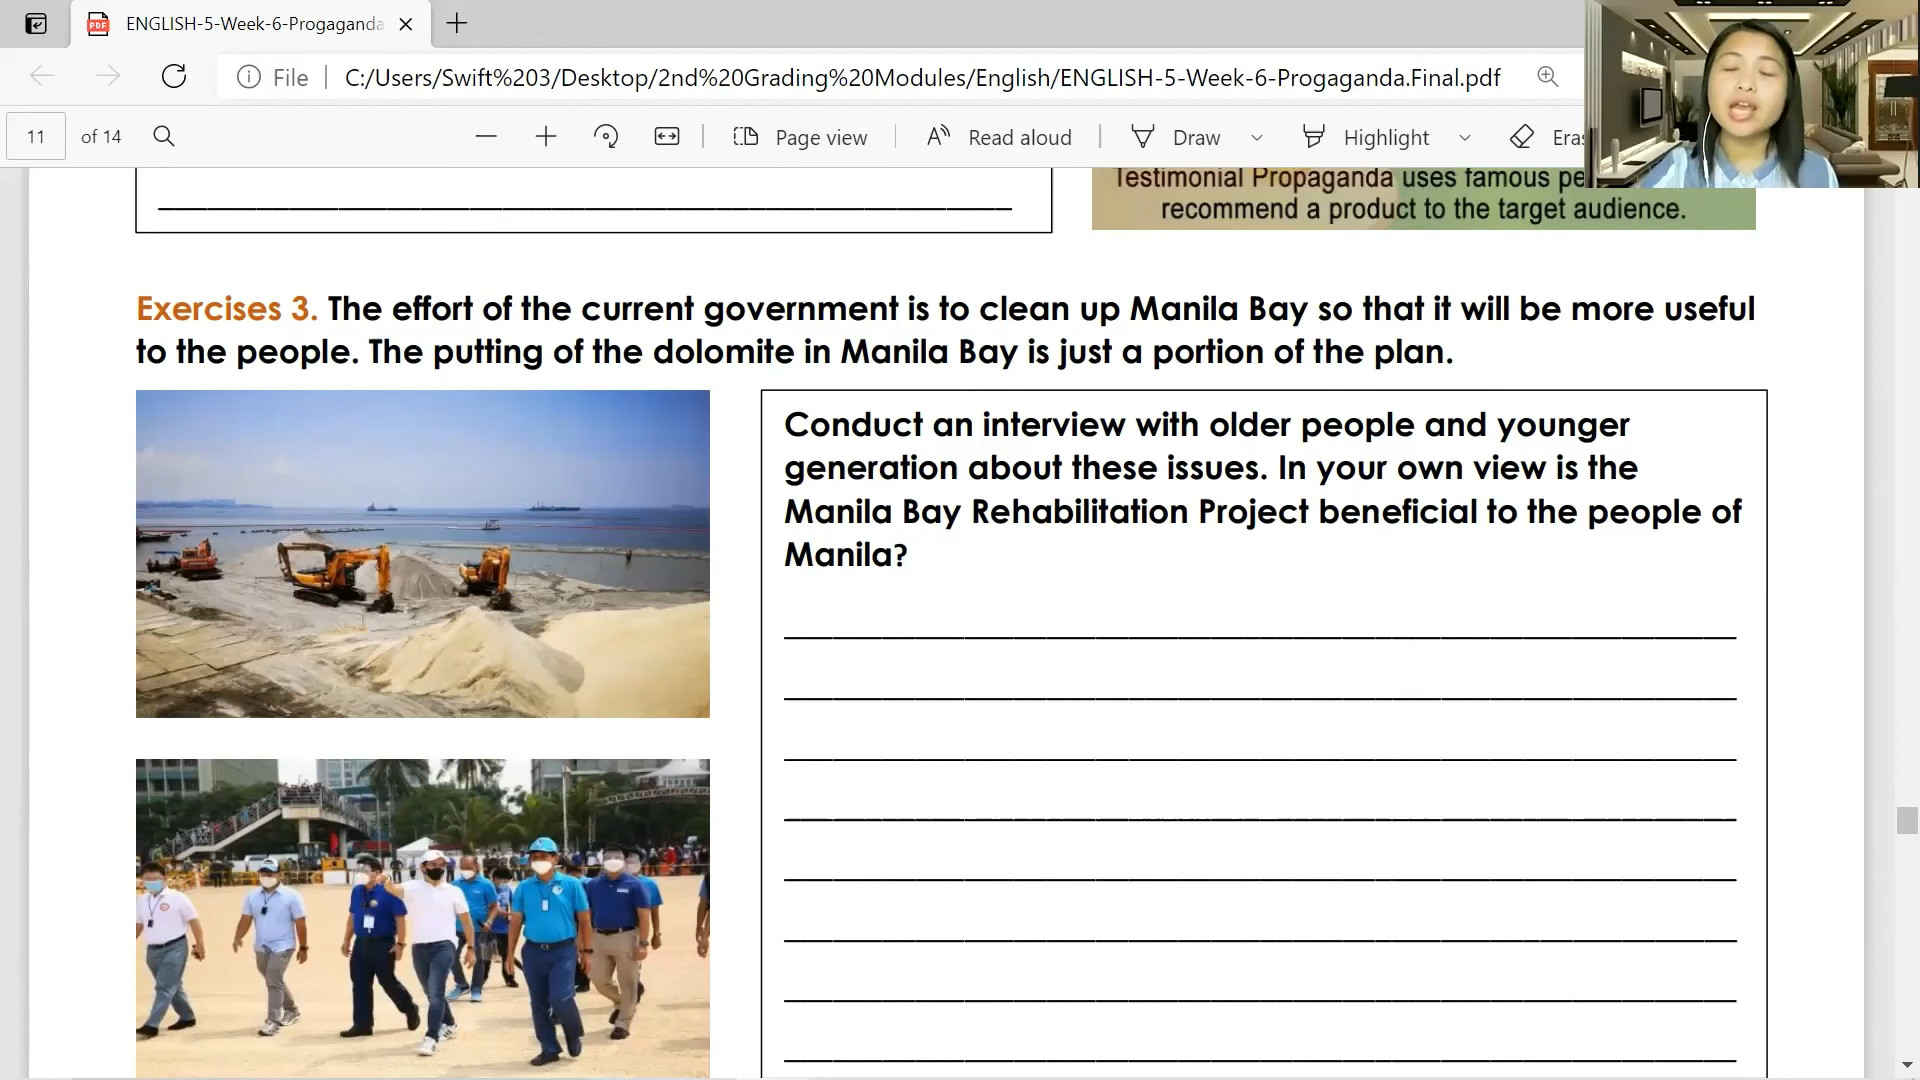 ENGLISH-5-Week-6-Progaganda
File
C:/Users/Swift%203/Desktop/2nd%20Grading%20Modules/English/ENGLISH-5-Week-6-Progaganda.Final.pdf
11 of 14
Page view
Read aloud
Draw
Highlight
Eras
Testimonial Propaganda uses famous pe
recommend a product to the target audience.
Exercises 3. The effort of the current government is to clean up Manila Bay so that it will be more useful
to the people. The putting of the dolomite in Manila Bay is just a portion of the plan.
Conduct an interview with older people and younger
generation about these issues. In your own view is the
Manila Bay Rehabilitation Project beneficial to the people of
Manila?